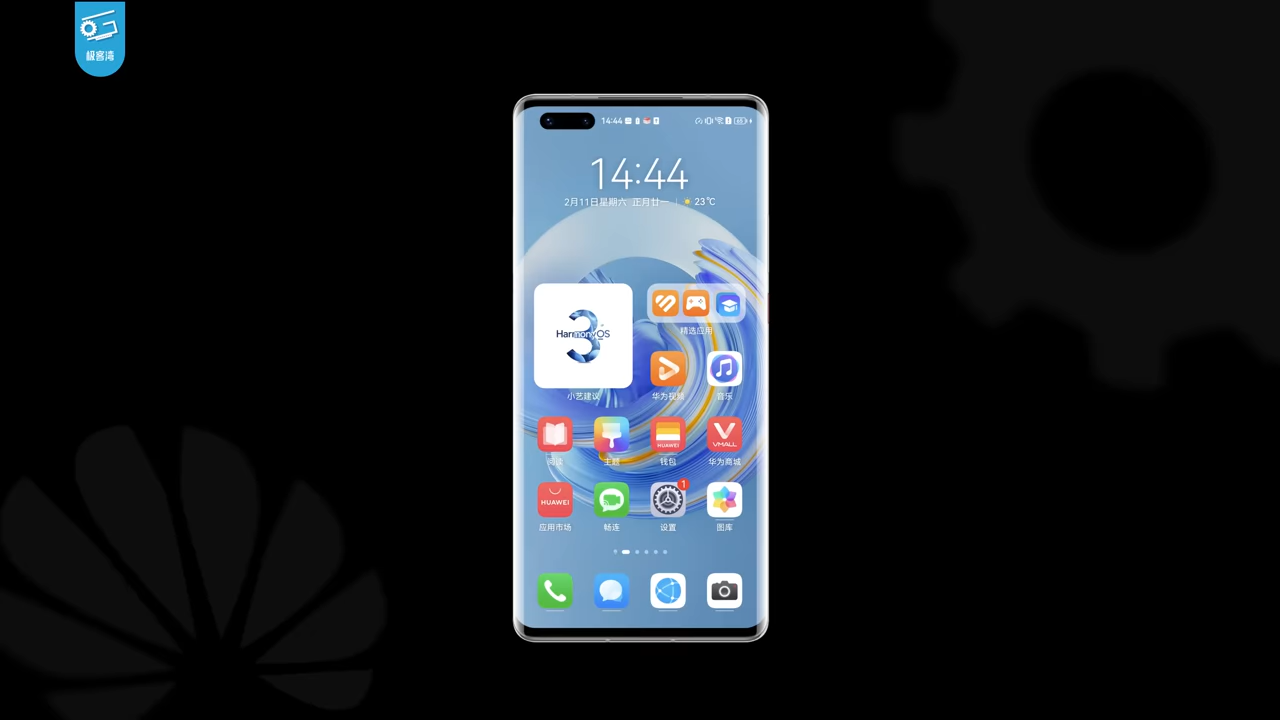 极客湾
14:44
14:44
2月11日星期六 正月廿一 23℃
3
HarmonyOS
小艺建议
精选应用
华为视频
音乐
阅读
主题
HUAWEI
钱包
VMALL
华为商城
HUAWEI
应用市场
畅连
1
设置
图库